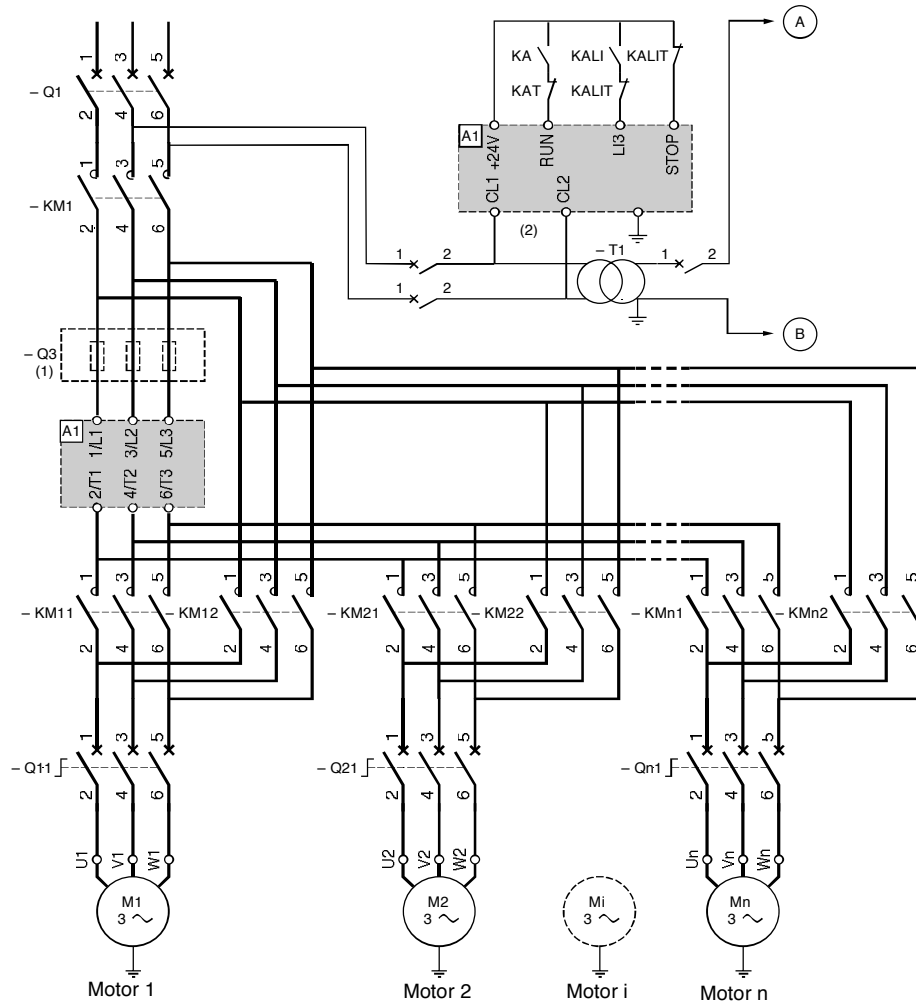 1 3 5
– Q1
2 4 6
1 3 5
– KM1
2 4 6
A
KA KALI KALIT
KAT KALIT
A1 +24V RUN LI3 STOP
CL1 CL2
(2)
1 2
– T1
1 2
1 2
B
– Q3
(1)
A1 1/L1 3/L2 5/L3
2/T1 4/T2 6/T3
1 3 5 1 3 5 1 3 5 1 3 5 1 3 5 1 3 5
– KM11 – KM12 – KM21 – KM22 – KMn1 – KMn2
2 4 6 2 4 6 2 4 6 2 4 6 2 4 6 2 4 6
1 3 5 1 3 5 1 3 5
– Q11 – Q21 – Qn1
2 4 6 2 4 6 2 4 6
U1 V1 W1 U2 V2 W2 Un Vn Wn
M1 M2 Mi Mn
3 3 3 3
Motor 1 Motor 2 Motor i Motor n